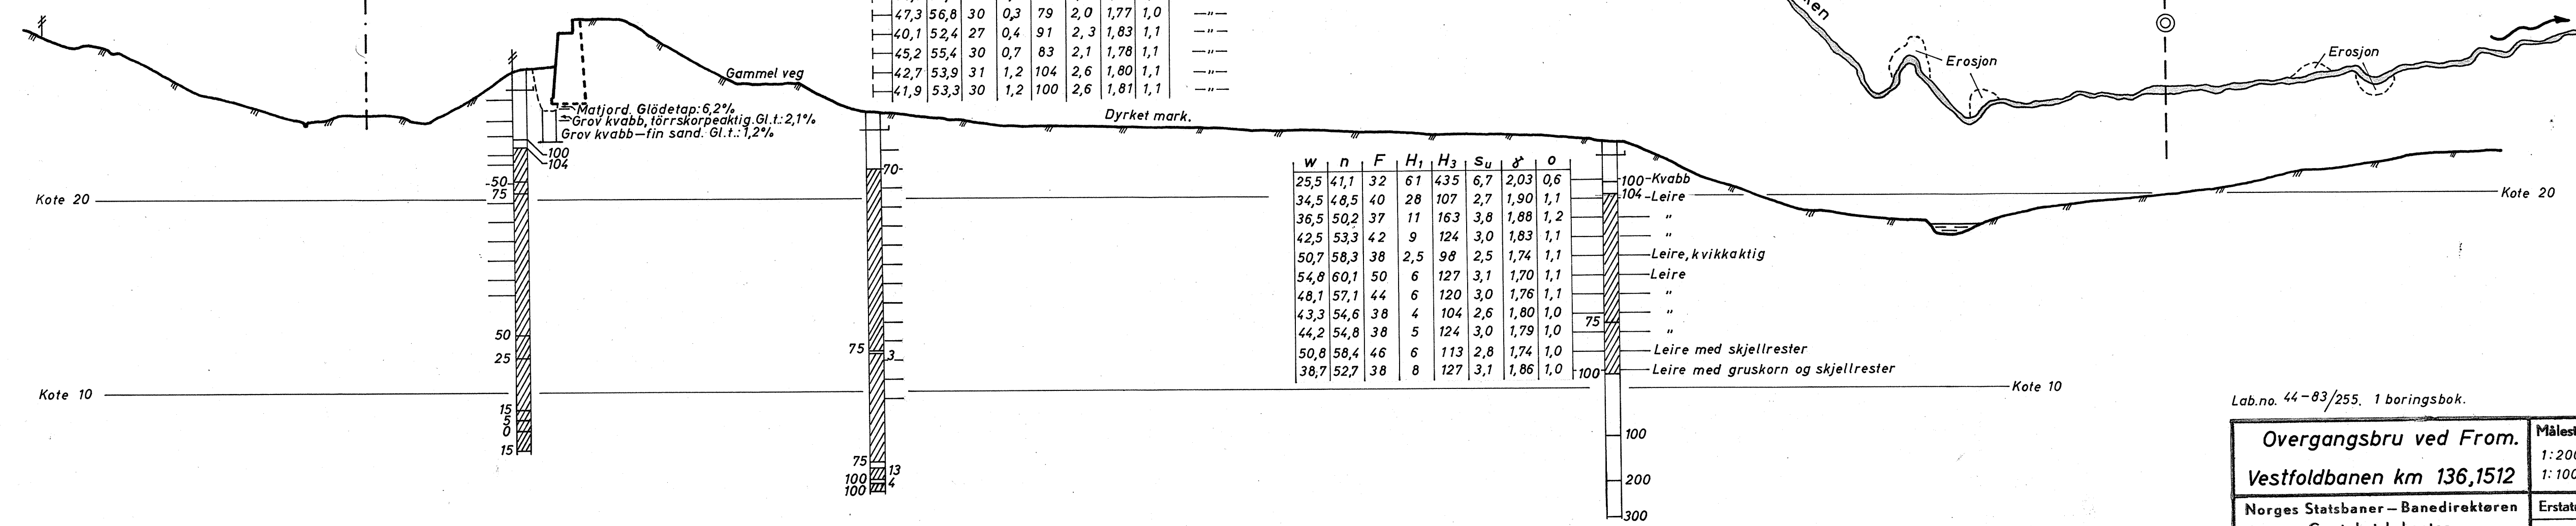 47,3 56,8 30 0,3 79 2,0 1,77 1,0 —"—
40,1 52,4 27 0,4 91 2,3 1,83 1,1 —"—
45,2 55,4 30 0,7 83 2,1 1,78 1,1 —"—
42,7 53,9 31 1,2 104 2,6 1,80 1,1 —"—
41,9 53,3 30 1,2 100 2,6 1,81 1,1 —"—
Gammel veg
Matjord. Glödetap: 6,2%
Grov kvabb, törrskorpeaktig. Gl.t.: 2,1%
Grov kvabb—fin sand. Gl.t.: 1,2%
Dyrket mark.
Erosjon
Erosjon
100
104
50
75
50
25
15
5
0
15
70
75
3
75
13
100
4
100
w n F H1 H3 su γ o
25,5 41,1 32 61 435 6,7 2,03 0,6 100 Kvabb
34,5 48,5 40 28 107 2,7 1,90 1,1 104 Leire
36,5 50,2 37 11 163 3,8 1,88 1,2 "
42,5 53,3 42 9 124 3,0 1,83 1,1 "
50,7 58,3 38 2,5 98 2,5 1,74 1,1 Leire, kvikkaktig
54,8 60,1 50 6 127 3,1 1,70 1,1 Leire
48,1 57,1 44 6 120 3,0 1,76 1,1 "
43,3 54,6 38 4 104 2,6 1,80 1,0 "
75
44,2 54,8 38 5 124 3,0 1,79 1,0 "
50,8 58,4 46 6 113 2,8 1,74 1,0 Leire med skjellrester
38,7 52,7 38 8 127 3,1 1,86 1,0 100 Leire med gruskorn og skjellrester
100
200
300
Kote 20
Kote 20
Kote 10
Kote 10
Lab.no. 44-83/255. 1 boringsbok.
Overgangsbru ved From.
Vestfoldbanen km 136,1512
Norges Statsbaner – Banedirektøren